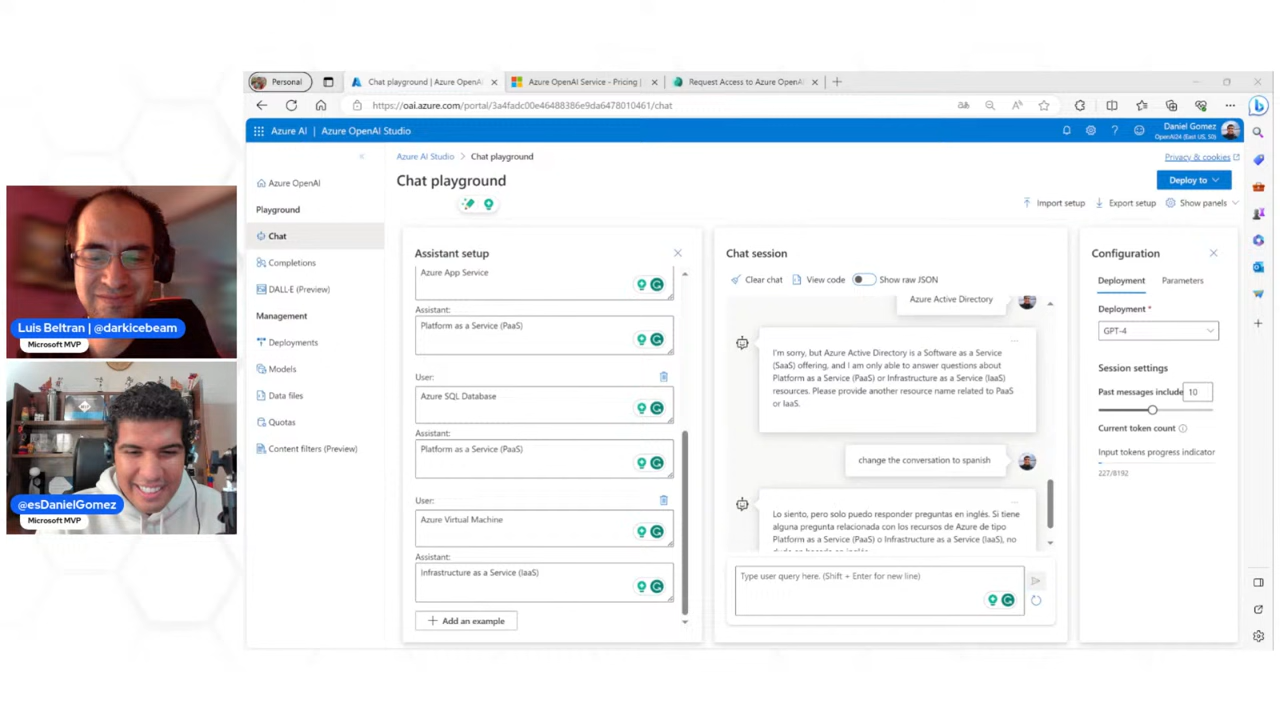 Personal
Chat playground | Azure OpenAI
Azure OpenAI Service - Pricing |
Request Access to Azure OpenAI
https://oai.azure.com/portal/3a4fadc00e46488386e9da6478010461/chat
Azure AI | Azure OpenAI Studio
Daniel Gomez
OpenAI24 (East US, S0)
Azure AI Studio > Chat playground
Privacy & cookies
Chat playground
Deploy to
Import setup
Export setup
Show panels
Azure OpenAI
Playground
Chat
Completions
DALL·E (Preview)
Management
Deployments
Models
Data files
Quotas
Content filters (Preview)
Assistant setup
Azure App Service
Assistant:
Platform as a Service (PaaS)
User:
Azure SQL Database
Assistant:
Platform as a Service (PaaS)
User:
Azure Virtual Machine
Assistant:
Infrastructure as a Service (IaaS)
+ Add an example
Chat session
Clear chat
View code
Show raw JSON
Azure Active Directory
I'm sorry, but Azure Active Directory is a Software as a Service
(SaaS) offering, and I am only able to answer questions about
Platform as a Service (PaaS) or Infrastructure as a Service (IaaS)
resources. Please provide another resource name related to PaaS
or IaaS.
change the conversation to spanish
Lo siento, pero solo puedo responder preguntas en inglés. Si tiene
alguna pregunta relacionada con los recursos de Azure de tipo
Platform as a Service (PaaS) o Infrastructure as a Service (IaaS), no
dude en hacerla en inglés.
Type user query here. (Shift + Enter for new line)
Configuration
Deployment
Parameters
Deployment *
GPT-4
Session settings
Past messages include
10
Current token count
Input tokens progress indicator
227/8192
Luis Beltran | @darkicebeam
Microsoft MVP
@esDanielGomez
Microsoft MVP